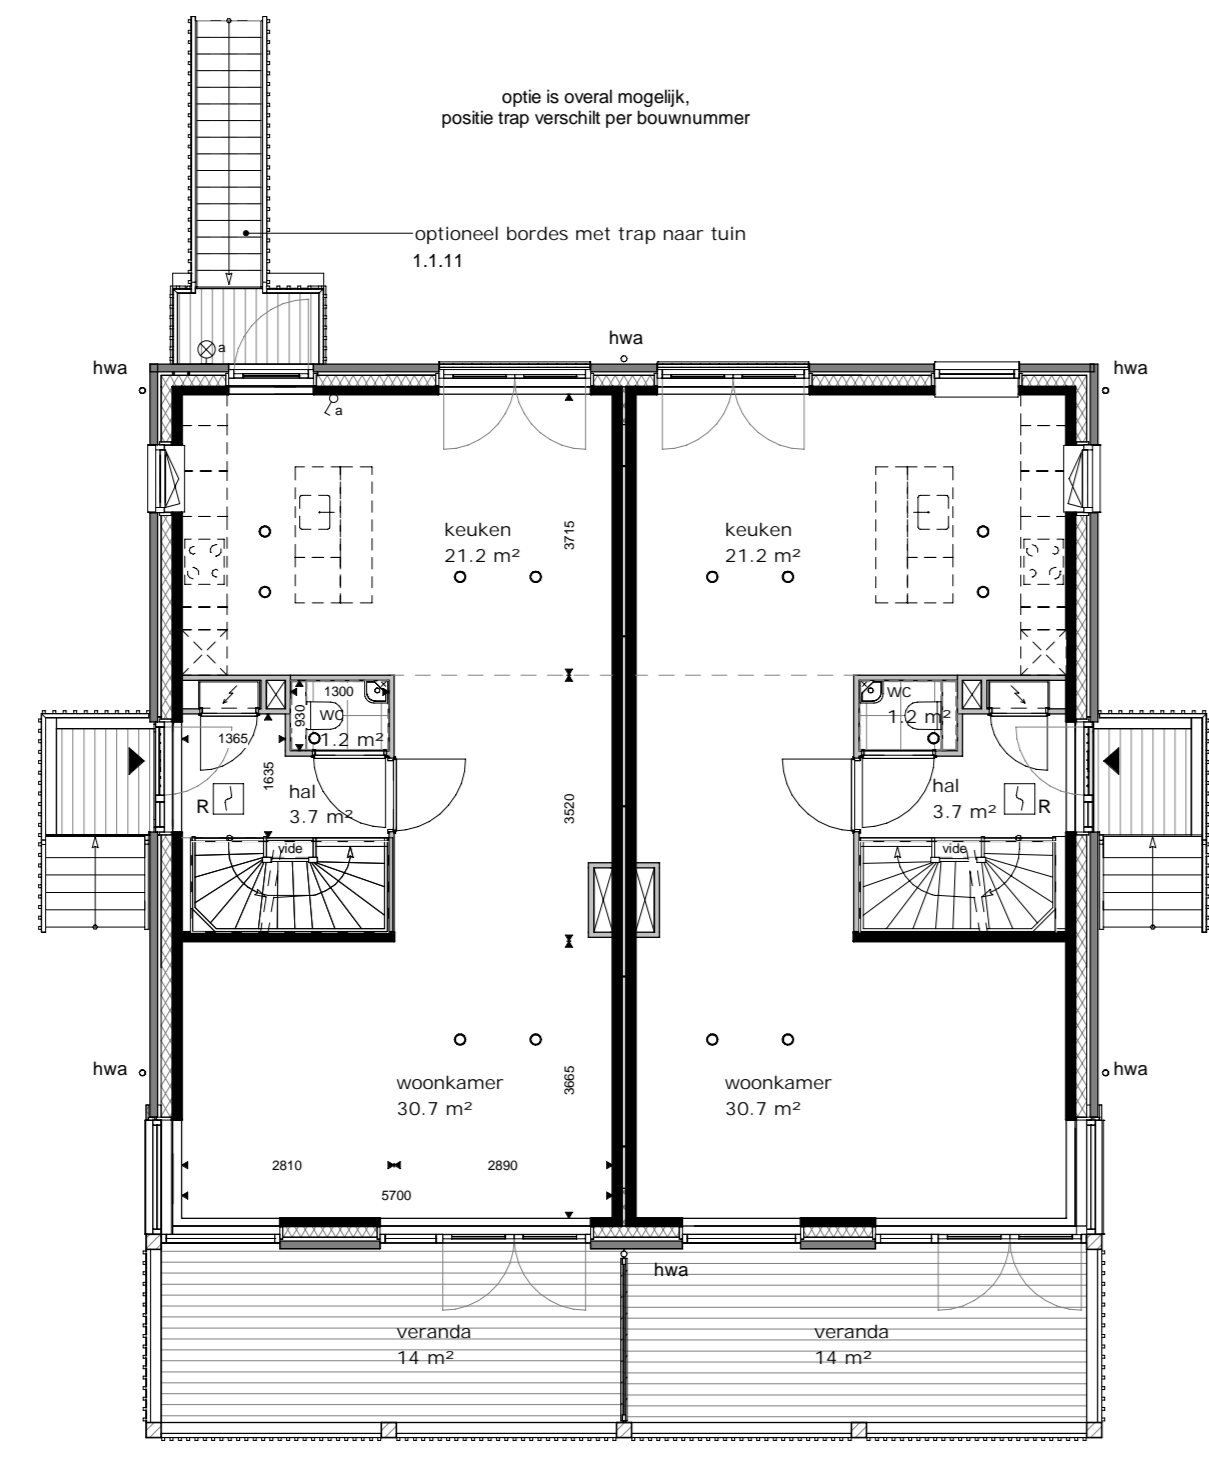 optie is overal mogelijk,
positie trap verschilt per bouwnummer
optioneel bordes met trap naar tuin
1.1.11
a
hwa
hwa
hwa
a
keuken
21.2 m²
3715
keuken
21.2 m²
1300
930
WC
1.2 m²
WC
1.2 m²
1365
1635
hal
3.7 m²
R
3520
hal
3.7 m²
R
vide
vide
hwa
hwa
woonkamer
30.7 m²
3665
woonkamer
30.7 m²
2810
2890
5700
hwa
veranda
14 m²
veranda
14 m²